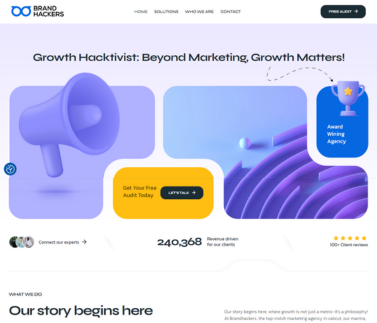 BRAND
HACKERS
HOME SOLUTIONS WHO WE ARE CONTACT
FREE AUDIT
Growth Hacktivist: Beyond Marketing, Growth Matters!
Award
Wining
Agency
Get Your Free
Audit Today
LET'S TALK
Connect our experts
240,368
Revenue driven
for our clients
100+ Client reviews
WHAT WE DO
Our story begins here
Our story begins here, where growth is not just a metric- it's a philosophy!
At Brandhackers, the top-notch marketing agency in calicut, our mantra,